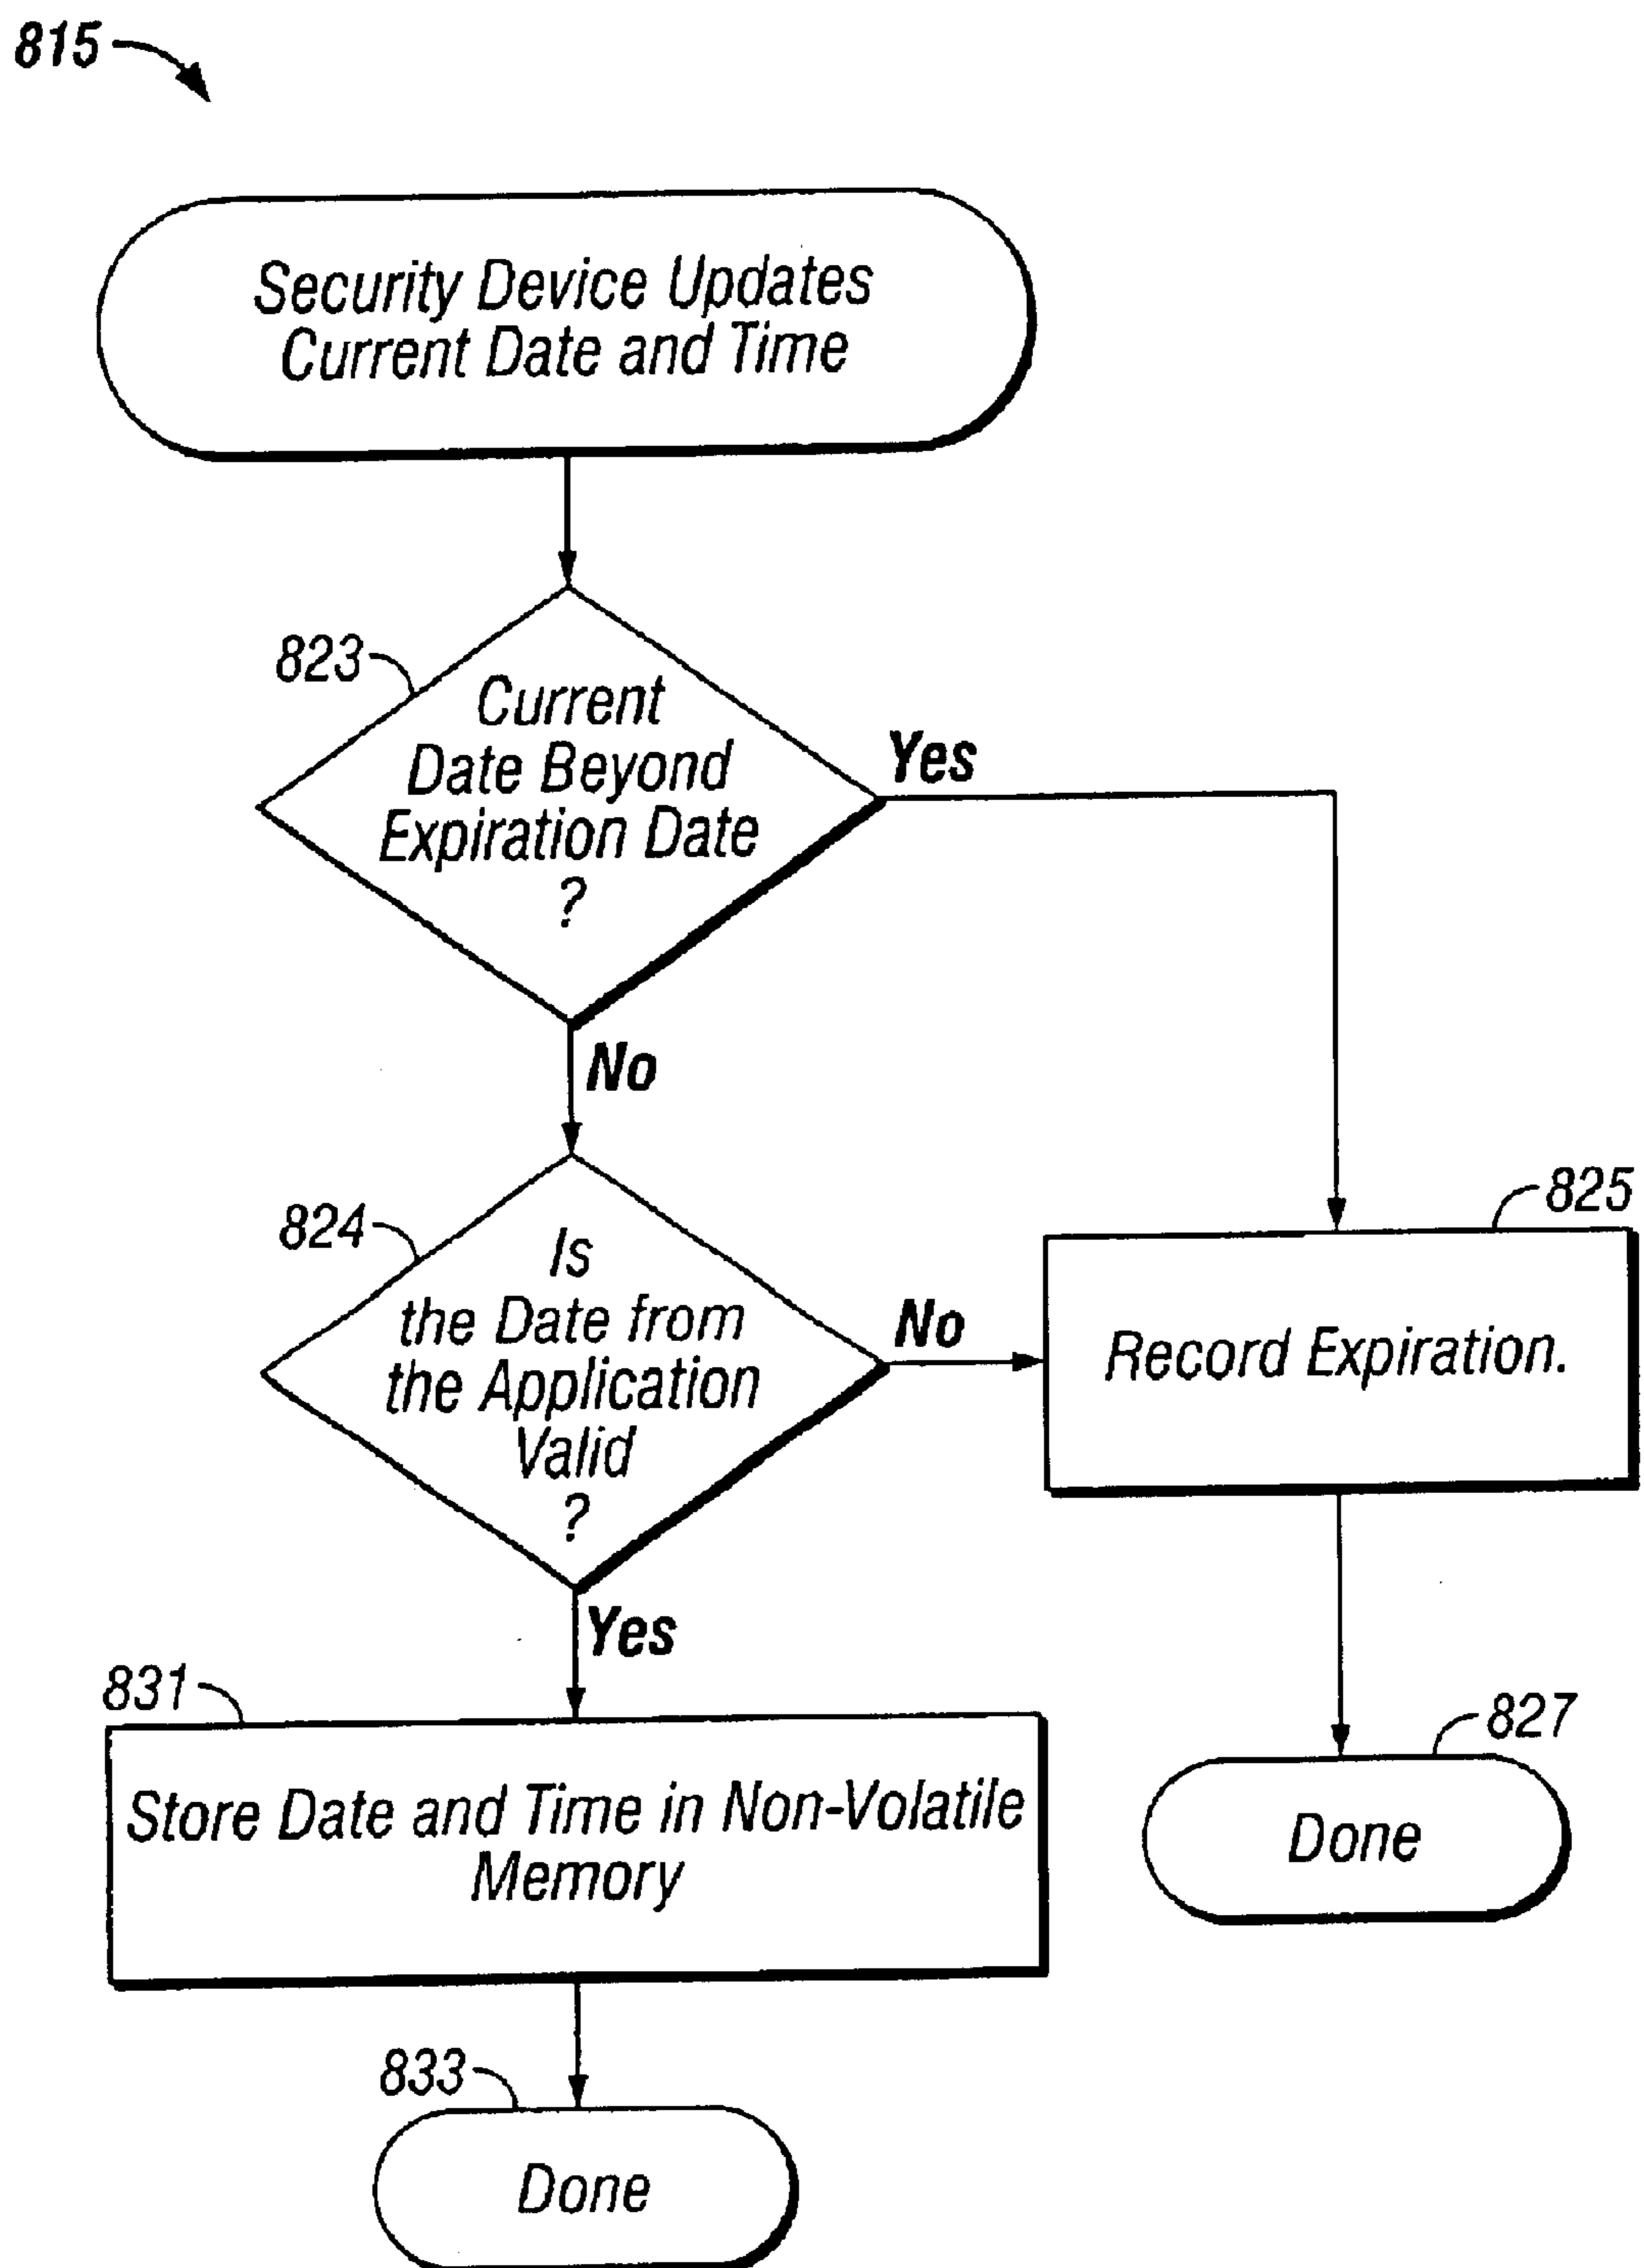 815
Security Device Updates
Current Date and Time
823
Current
Date Beyond
Expiration Date
?
Yes
No
824
Is
the Date from
the Application
Valid
?
No
825
Record Expiration.
Yes
831
Store Date and Time in Non-Volatile
Memory
827
Done
833
Done